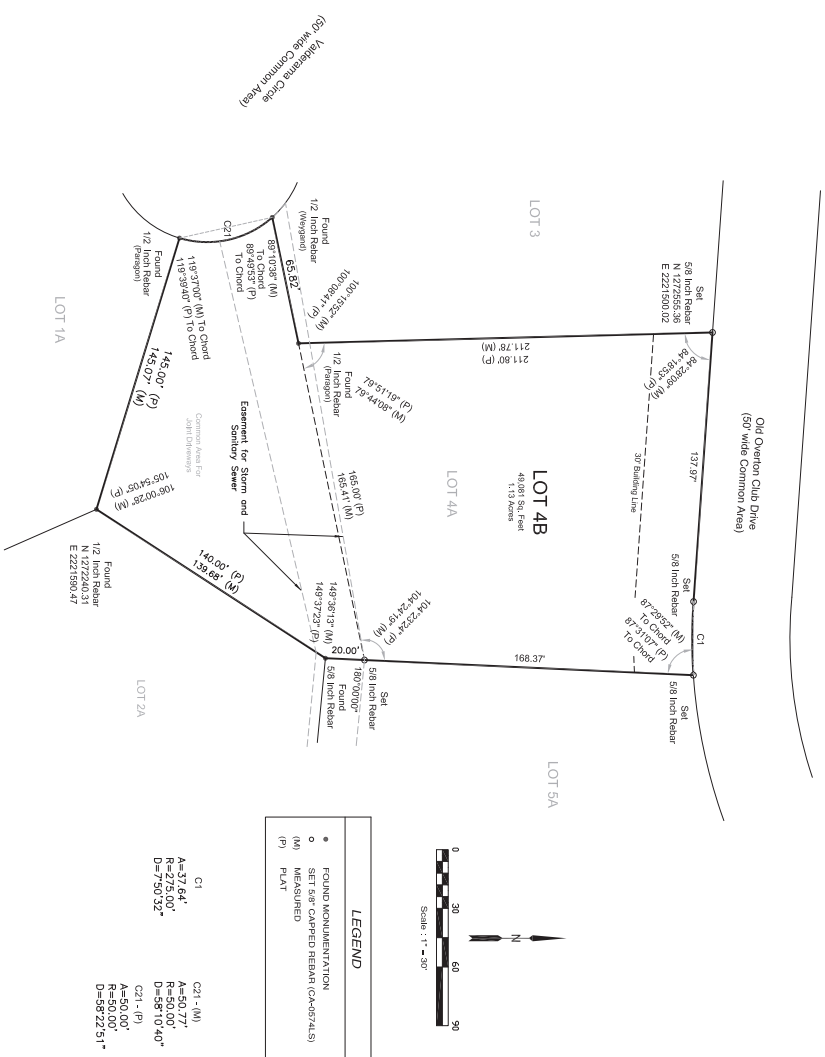 Valderama Circle
(50' wide Common Area)
Old Overton Club Drive
(50' wide Common Area)
LOT 3
Set
5/8 Inch Rebar
N 1272555.36
E 2221500.02
84°28'09" (M)
84°18'53" (P)
137.97'
30' Building Line
Set
5/8 Inch Rebar
C1
87°29'52" (M)
To Chord
87°31'07" (P)
To Chord
Set
5/8 Inch Rebar
211.80' (P)
211.78' (M)
LOT 4B
49,081 Sq. Feet
1.13 Acres
LOT 4A
168.37'
LOT 5A
Found
1/2 Inch Rebar
(Weygand)
100°15'52" (M)
100°08'41" (P)
65.82'
C21
89°10'38" (M)
To Chord
89°49'53" (P)
To Chord
Found
1/2 Inch Rebar
(Paragon)
79°51'19" (P)
79°44'08" (M)
165.00' (P)
165.41' (M)
104°23'24" (P)
104°24'19" (M)
Set
5/8 Inch Rebar
180°00'00"
20.00'
Found
5/8 Inch Rebar
149°36'13" (M)
149°37'23" (P)
Easement for Storm and
Sanitary Sewer
119°37'00" (M) To Chord
119°39'40" (P) To Chord
Found
1/2 Inch Rebar
(Paragon)
LOT 1A
145.00' (P)
145.07' (M)
Common Area For
Joint Driveways
106°00'28" (M)
105°54'05" (P)
140.00' (P)
139.68' (M)
Found
1/2 Inch Rebar
N 1272240.31
E 2221590.47
LOT 2A
N
0 30 60 90
Scale : 1" = 30'
LEGEND
FOUND MONUMENTATION
SET 5/8" CAPPED REBAR (CA-0574LS)
(M) MEASURED
(P) PLAT
C1
A=37.64'
R=275.00'
D=7°50'32"
C21 - (M)
A=50.77'
R=50.00'
D=58°10'40"
C21 - (P)
A=50.00'
R=50.00'
D=58°22'51"